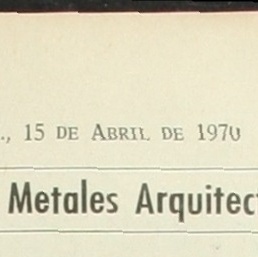 ., 15 DE ABRIL DE 1970
Metales Arquitec